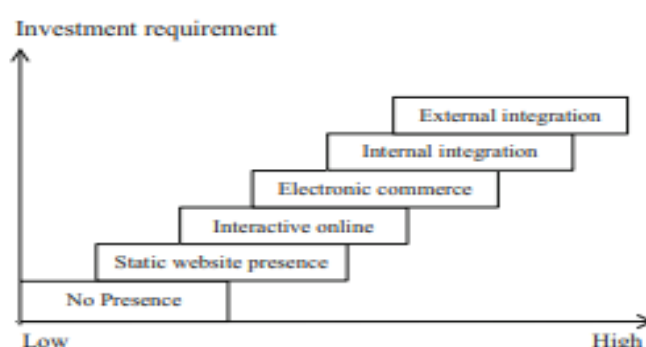 Investment requirement
External integration
Internal integration
Electronic commerce
Interactive online
Static website presence
No Presence
Low
High